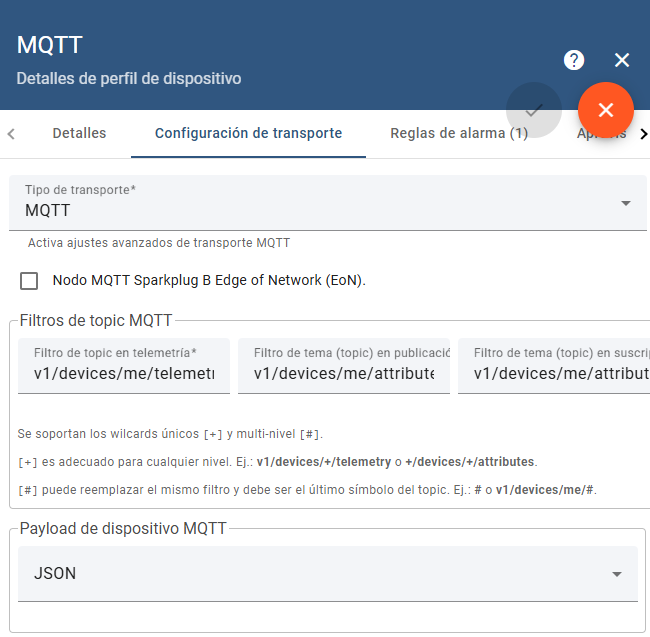 MQTT
Detalles de perfil de dispositivo
Detalles
Configuración de transporte
Reglas de alarma (1)
Tipo de transporte*
MQTT
Activa ajustes avanzados de transporte MQTT
Nodo MQTT Sparkplug B Edge of Network (EoN).
Filtros de topic MQTT
Filtro de topic en telemetría*
Filtro de tema (topic) en publicació
Filtro de tema (topic) en suscrip
v1/devices/me/telemetr
v1/devices/me/attribute
v1/devices/me/attribut
Se soportan los wilcards únicos [+] y multi-nivel [#].
[+] es adecuado para cualquier nivel. Ej.: v1/devices/+/telemetry o +/devices/+/attributes.
[#] puede reemplazar el mismo filtro y debe ser el último símbolo del topic. Ej.: # o v1/devices/me/#.
Payload de dispositivo MQTT
JSON